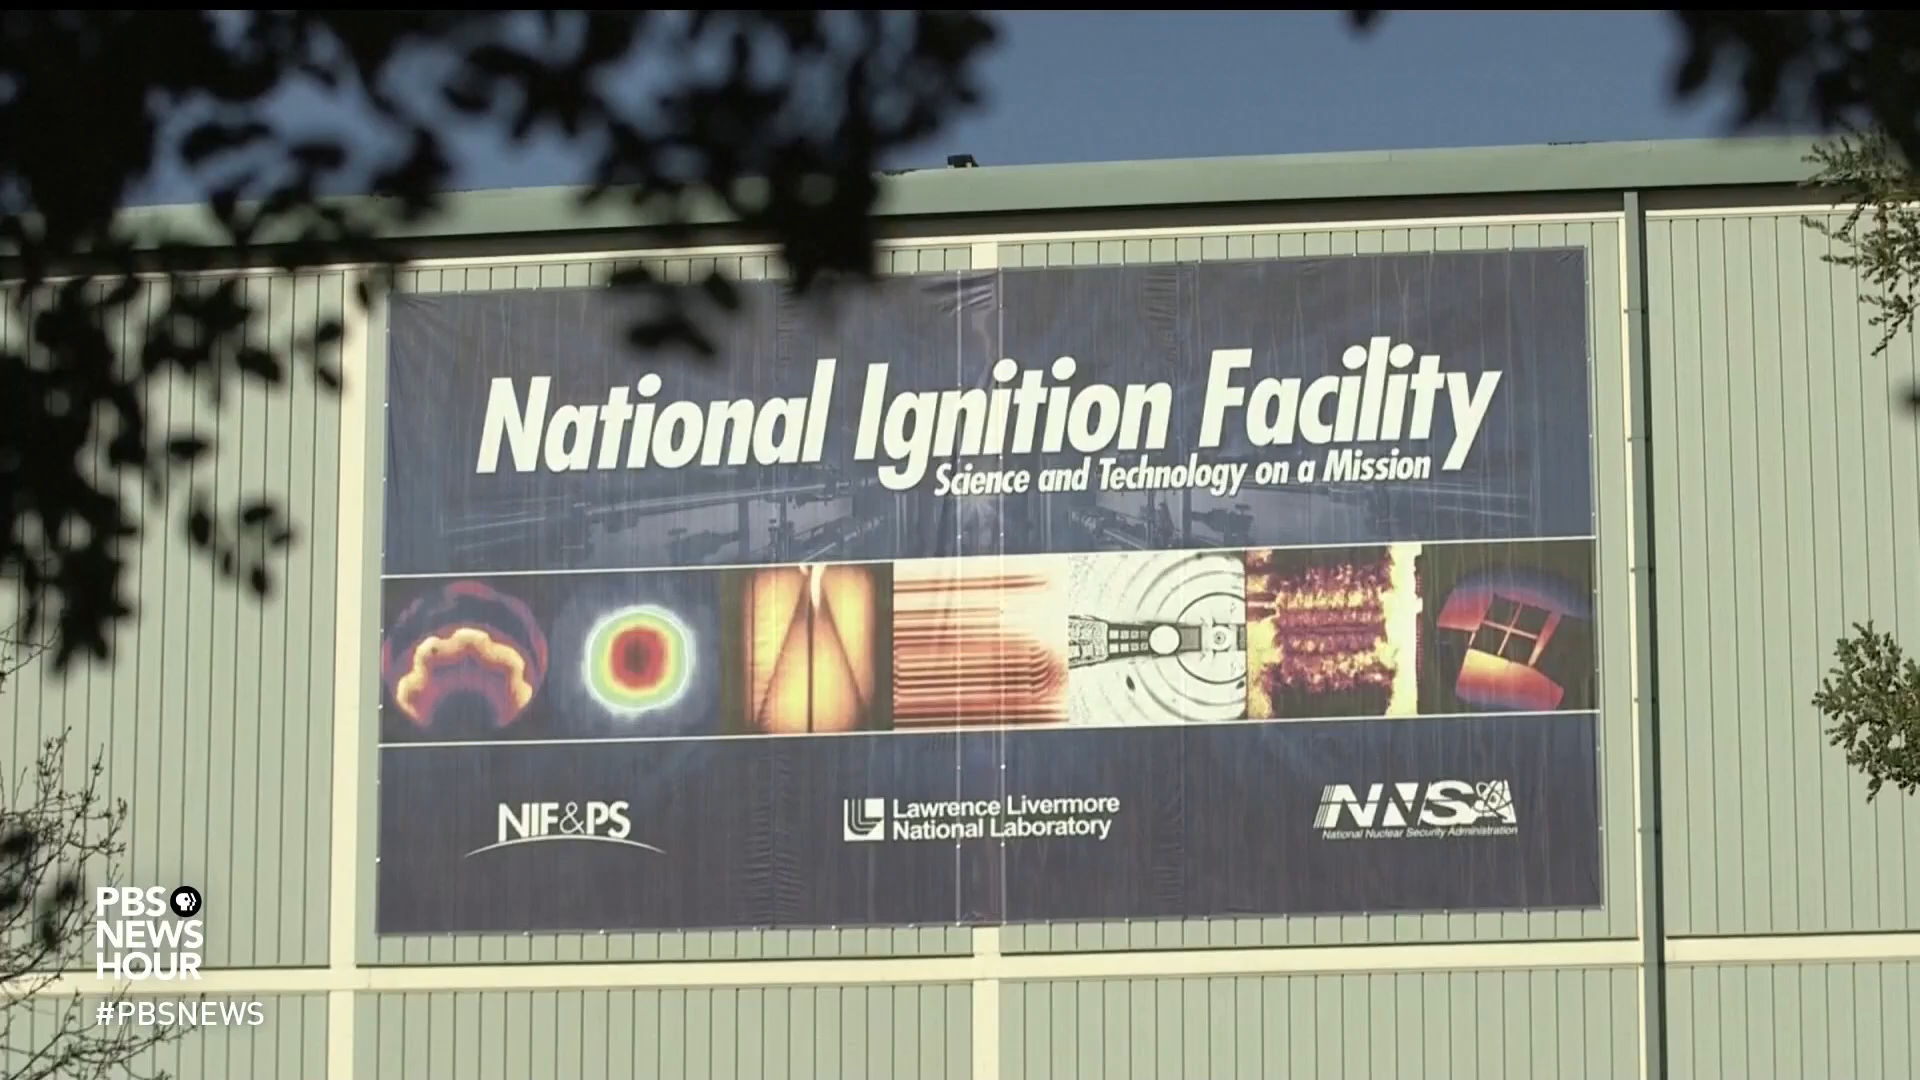 National Ignition Facility
Science and Technology on a Mission
NIF&PS
Lawrence Livermore
National Laboratory
NNSA
National Nuclear Security Administration
PBS
NEWS
HOUR
#PBSNEWS